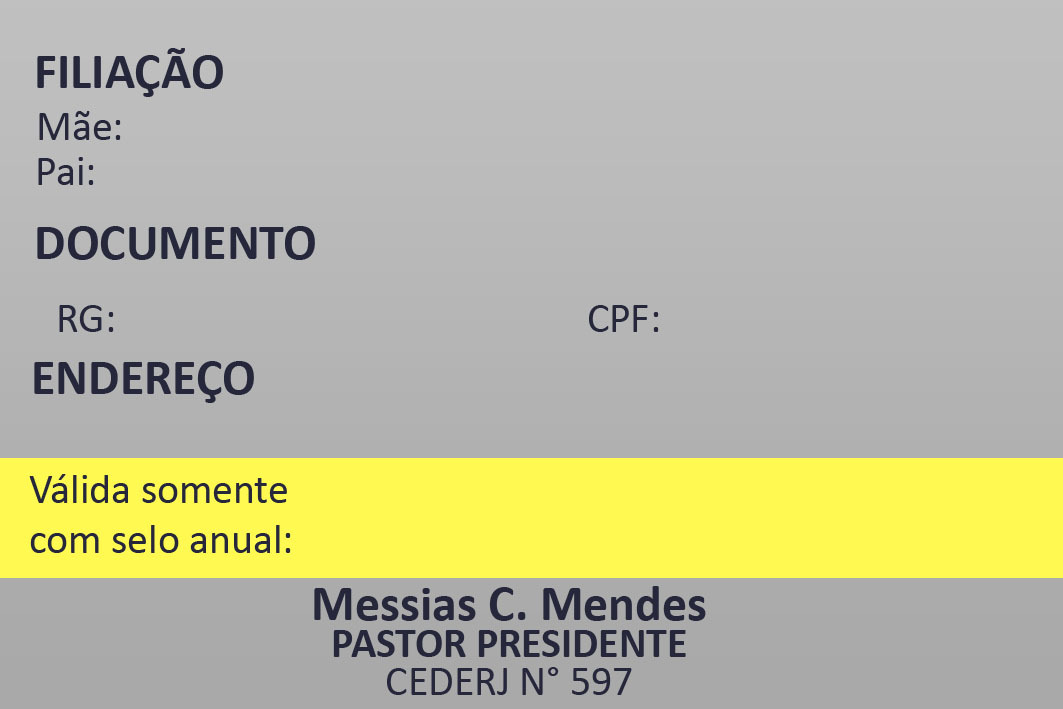 FILIAÇÃO
Mãe:
Pai:
DOCUMENTO
RG: CPF:
ENDEREÇO
Válida somente
com selo anual:
Messias C. Mendes
PASTOR PRESIDENTE
CEDERJ N° 597